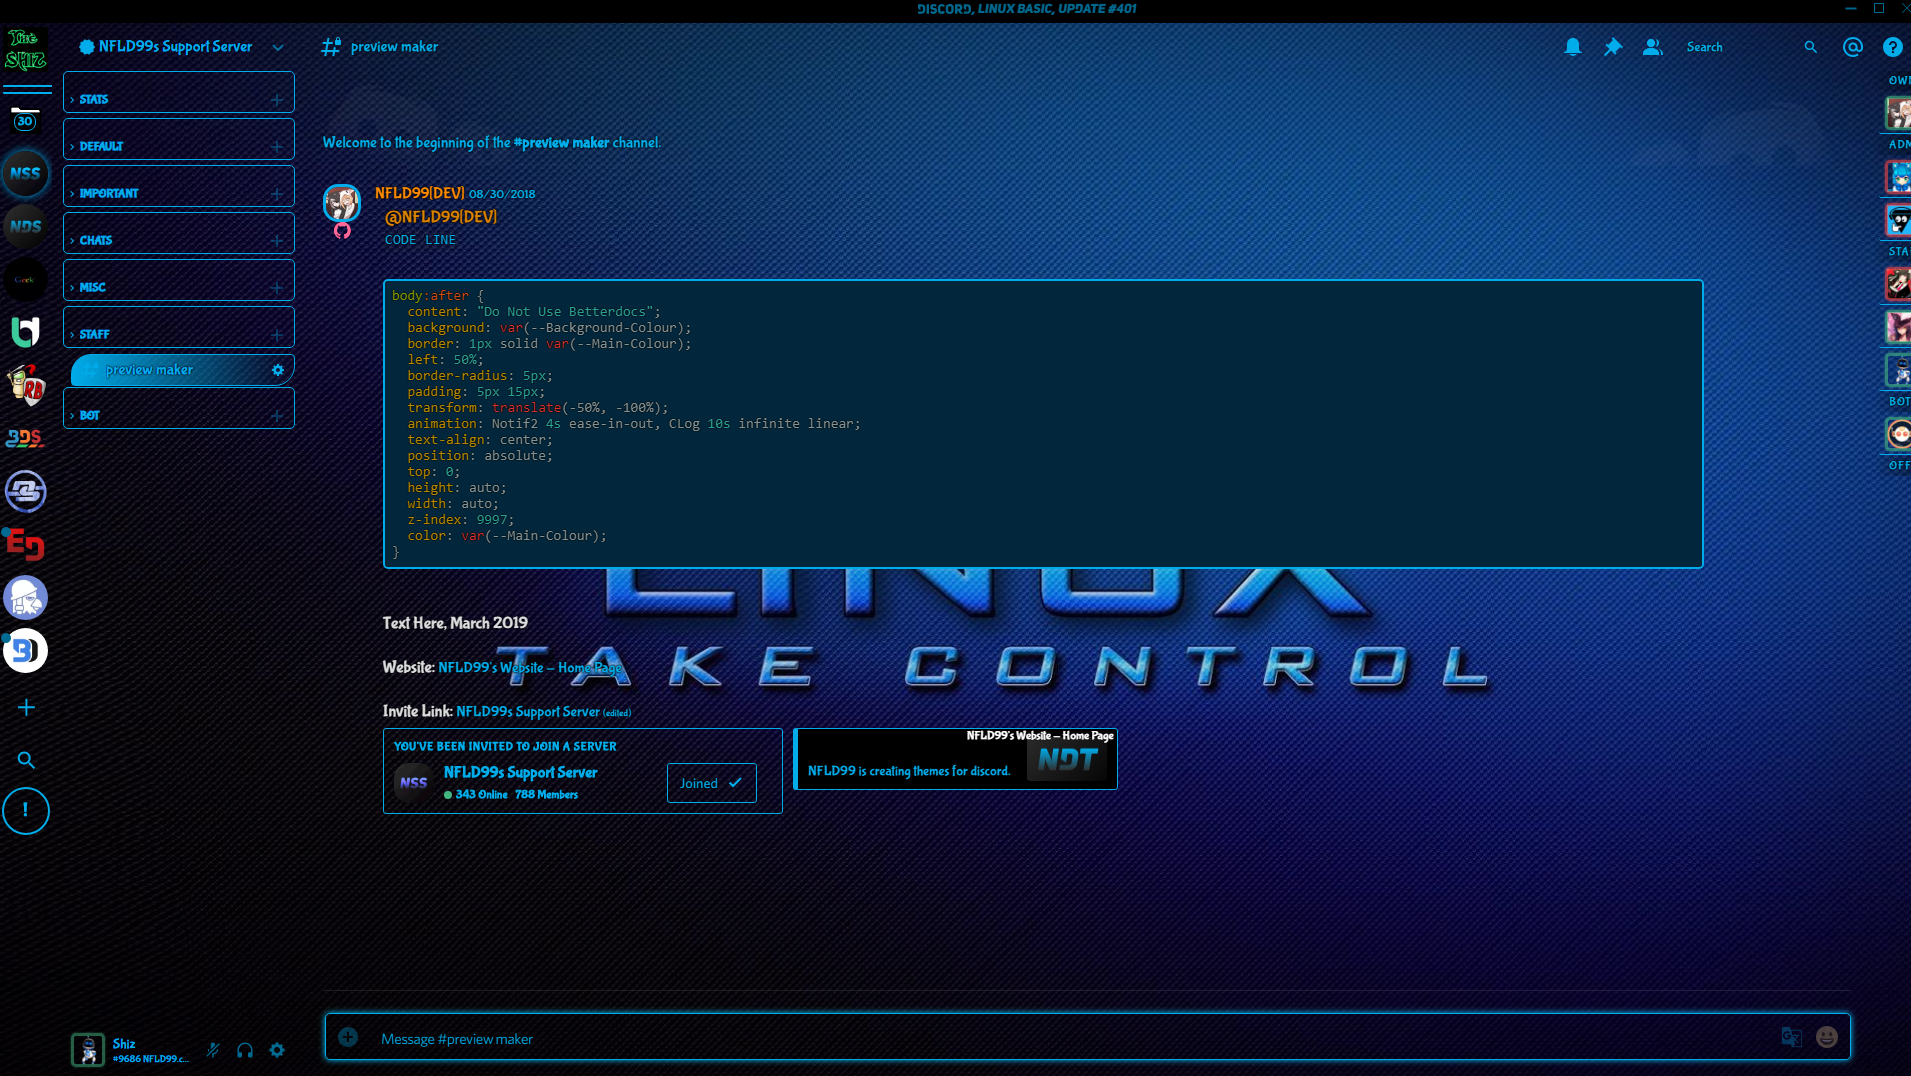 DISCORD, LINUX BASIC, UPDATE #401
The
SHIZ
NFLD99s Support Server
preview maker
Search
30
NSS
NDS
Geek
RB
BDS
ED
STATS
DEFAULT
IMPORTANT
CHATS
MISC
STAFF
preview maker
BOT
Welcome to the beginning of the #preview maker channel.
NFLD99[DEV] 08/30/2018
@NFLD99[DEV]
CODE LINE
body:after {
content: "Do Not Use Betterdocs";
background: var(--Background-Colour);
border: 1px solid var(--Main-Colour);
left: 50%;
border-radius: 5px;
padding: 5px 15px;
transform: translate(-50%, -100%);
animation: Notif2 4s ease-in-out, CLog 10s infinite linear;
text-align: center;
position: absolute;
top: 0;
height: auto;
width: auto;
z-index: 9997;
color: var(--Main-Colour);
}
LINUX
TAKE CONTROL
Text Here, March 2019
Website: NFLD99's Website – Home Page
Invite Link: NFLD99s Support Server (edited)
YOU'VE BEEN INVITED TO JOIN A SERVER
NSS
NFLD99s Support Server
343 Online 788 Members
Joined
NFLD99's Website – Home Page
NFLD99 is creating themes for discord.
NDT
OWN
ADM
STA
BOT
OFF
Shiz
#9686 NFLD99.c...
Message #preview maker